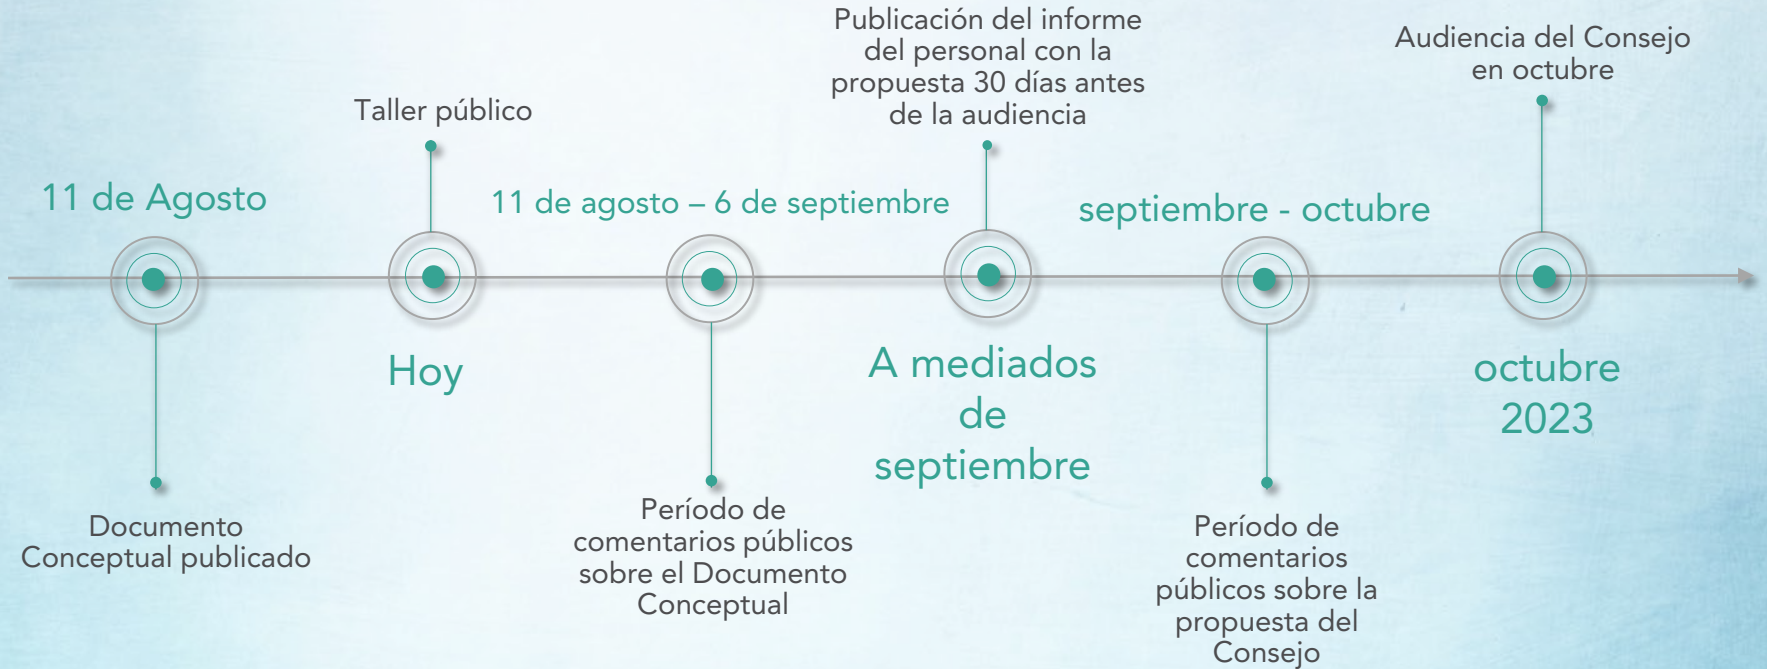 11 de Agosto
Documento
Conceptual publicado
Taller público
Hoy
11 de agosto – 6 de septiembre
Período de
comentarios públicos
sobre el Documento
Conceptual
Publicación del informe
del personal con la
propuesta 30 días antes
de la audiencia
A mediados
de
septiembre
septiembre - octubre
Período de
comentarios
públicos sobre la
propuesta del
Consejo
Audiencia del Consejo
en octubre
octubre
2023